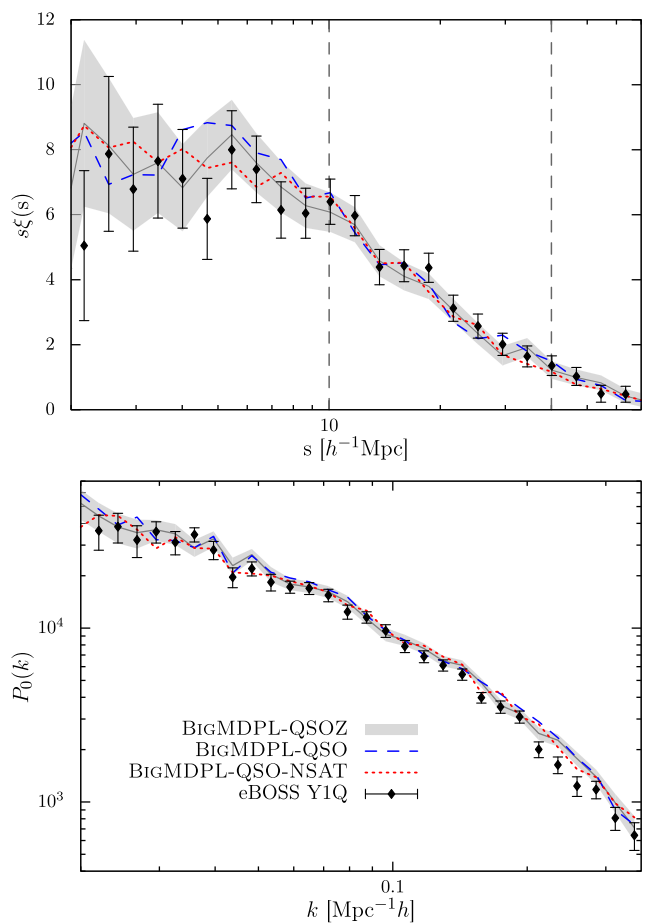 12
10
8
6
4
2
0
sξ(s)
10
s [h⁻¹Mpc]
10⁴
10³
P₀(k)
BIGMDPL-QSOZ
BIGMDPL-QSO
BIGMDPL-QSO-NSAT
eBOSS Y1Q
0.1
k [Mpc⁻¹h]